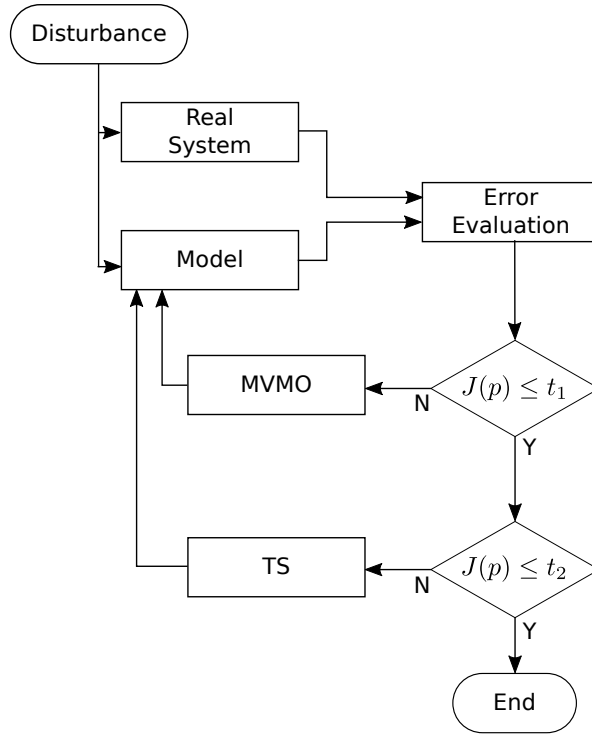 Disturbance
Real
System
Error
Evaluation
Model
MVMO
N
J(p) ≤ t₁
Y
TS
N
J(p) ≤ t₂
Y
End